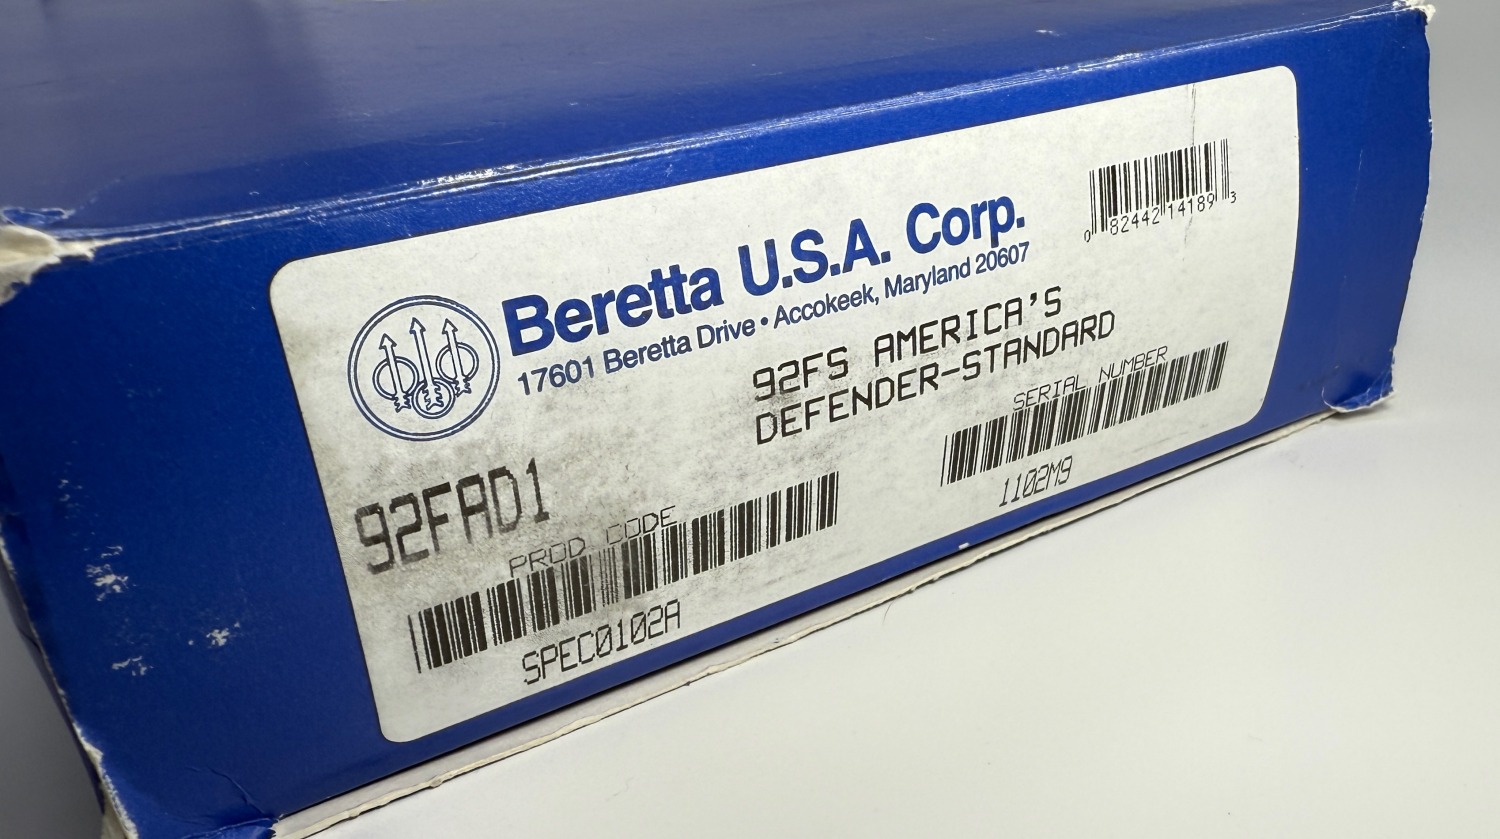 Beretta U.S.A. Corp.
17601 Beretta Drive • Accokeek, Maryland 20607
0 82442 14189 3
92FS AMERICA'S
DEFENDER-STANDARD
SERIAL NUMBER
1102M9
92FAD1
PROD CODE
SPEC0102A